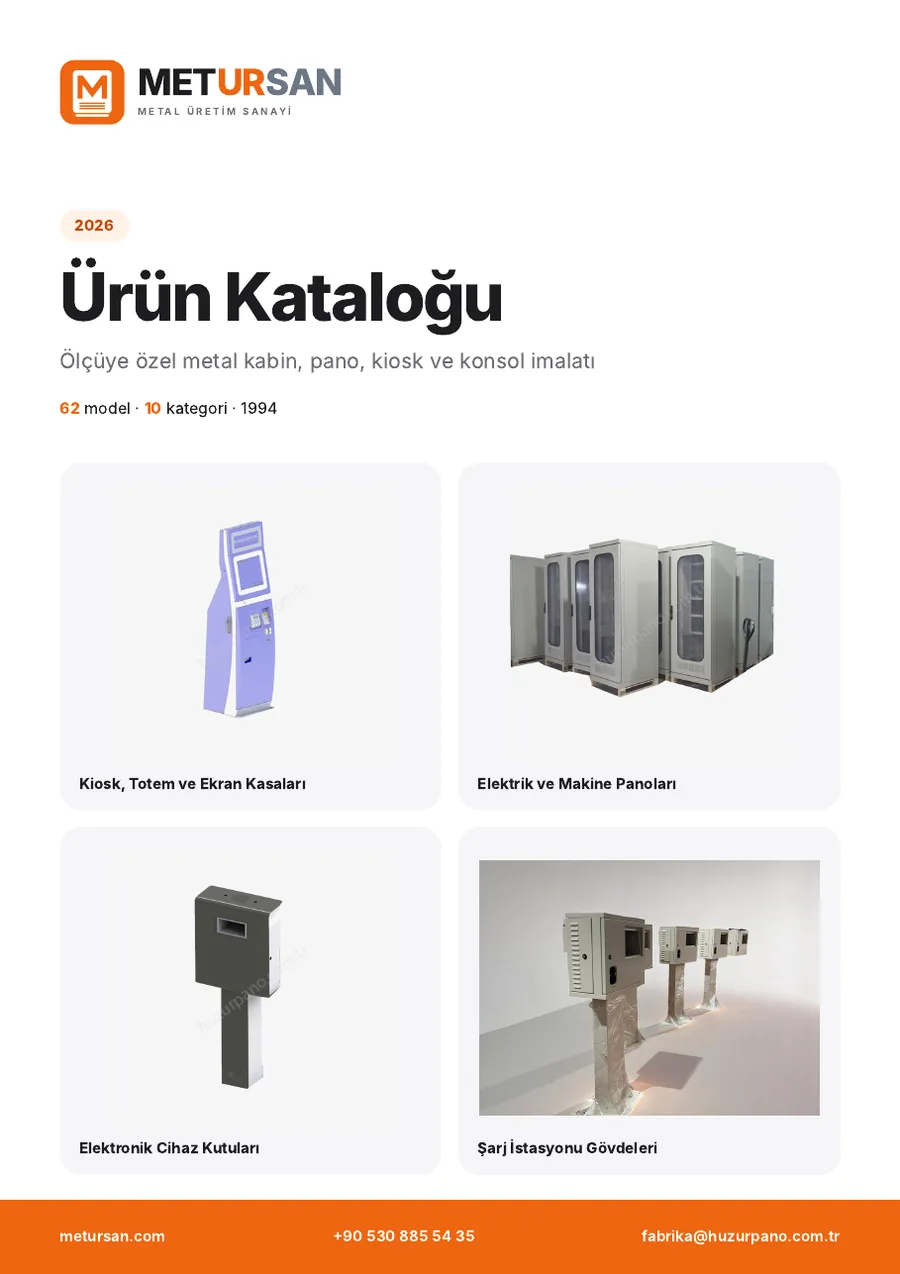 METURSAN
METAL ÜRETİM SANAYİ
2026
Ürün Kataloğu
Ölçüye özel metal kabin, pano, kiosk ve konsol imalatı
62 model · 10 kategori · 1994
Kiosk, Totem ve Ekran Kasaları
Elektrik ve Makine Panoları
Elektronik Cihaz Kutuları
Şarj İstasyonu Gövdeleri
metursan.com
+90 530 885 54 35
fabrika@huzurpano.com.tr